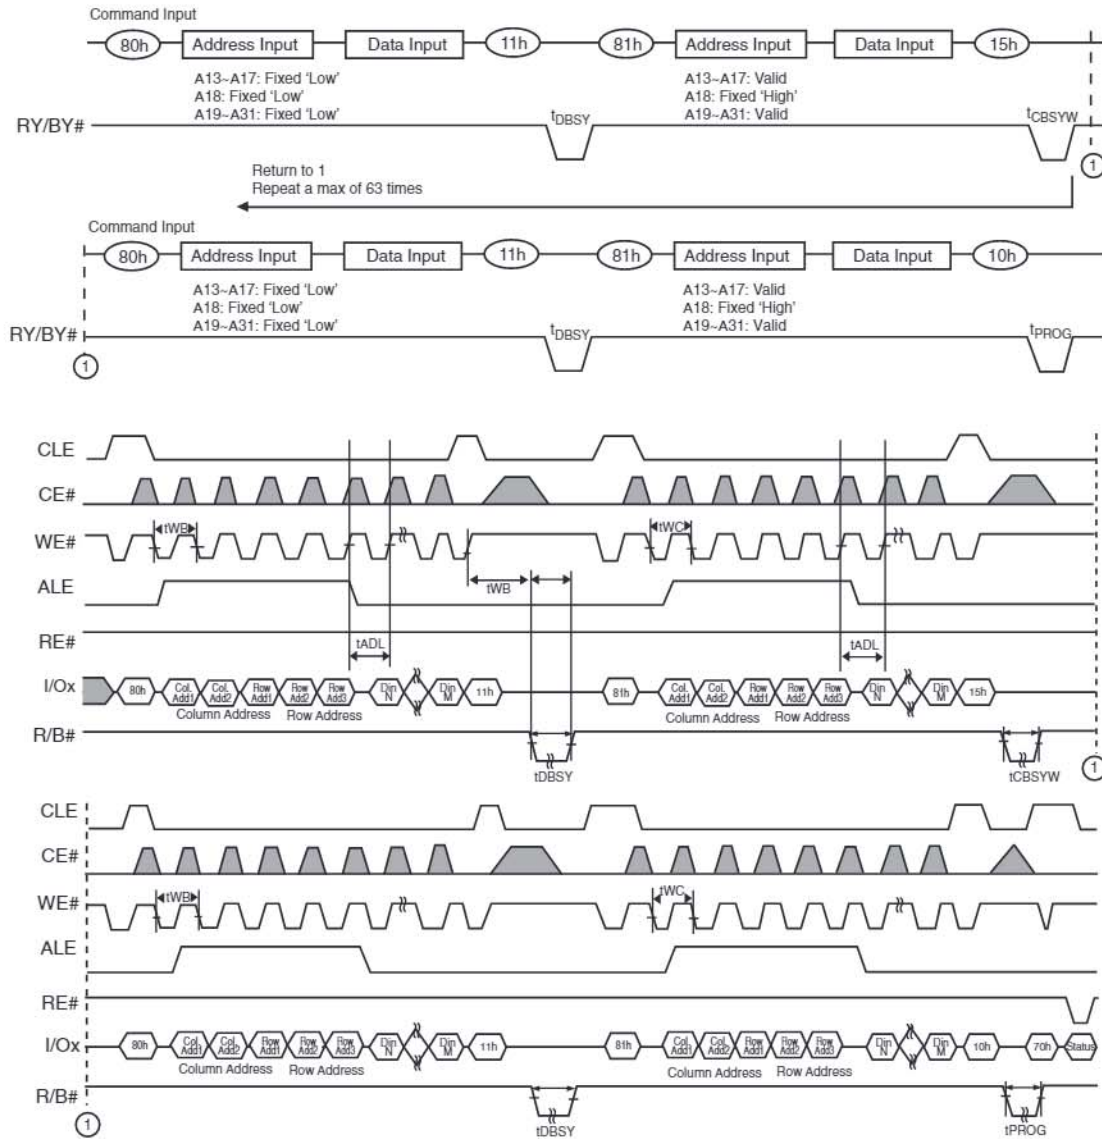 Command Input
80h Address Input Data Input 11h 81h Address Input Data Input 15h
A13~A17: Fixed 'Low' A13~A17: Valid
A18: Fixed 'Low' A18: Fixed 'High'
A19~A31: Fixed 'Low' A19~A31: Valid
RY/BY# tDBSY tCBSYW
1
Return to 1
Repeat a max of 63 times
Command Input
80h Address Input Data Input 11h 81h Address Input Data Input 10h
A13~A17: Fixed 'Low' A13~A17: Valid
A18: Fixed 'Low' A18: Fixed 'High'
A19~A31: Fixed 'Low' A19~A31: Valid
RY/BY# tDBSY tPROG
1
CLE
CE#
WE# tWB tWC
ALE tWB
RE# tADL tADL
I/Ox 80h Col. Add1 Col. Add2 Row Add1 Row Add2 Row Add3 Din N Din M 11h 81h Col. Add1 Col. Add2 Row Add1 Row Add2 Row Add3 Din N Din M 15h
Column Address Row Address Column Address Row Address
R/B# tDBSY tCBSYW
1
CLE
CE#
WE# tWB tWC
ALE
RE#
I/Ox 80h Col. Add1 Col. Add2 Row Add1 Row Add2 Row Add3 Din N Din M 11h 81h Col. Add1 Col. Add2 Row Add1 Row Add2 Row Add3 Din N Din M 10h 70h Status
Column Address Row Address Column Address Row Address
R/B#
1 tDBSY tPROG